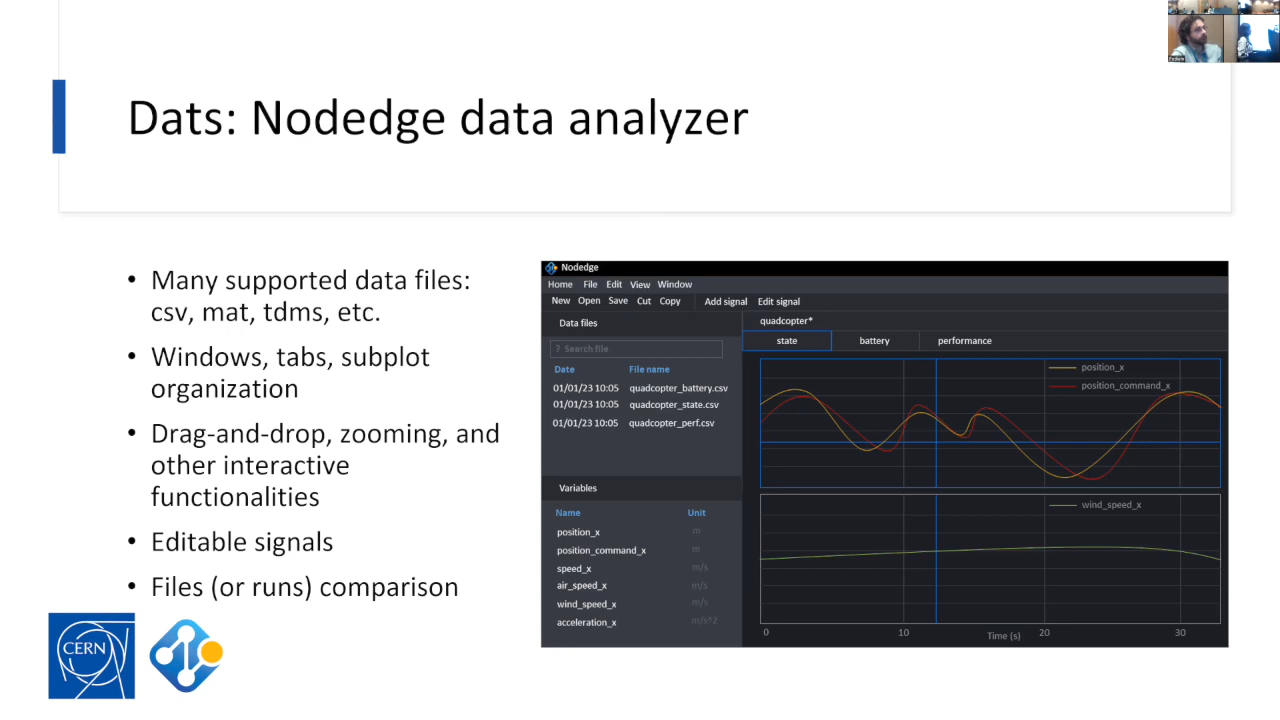 Dats: Nodedge data analyzer
• Many supported data files:
csv, mat, tdms, etc.
• Windows, tabs, subplot
organization
• Drag-and-drop, zooming, and
other interactive
functionalities
• Editable signals
• Files (or runs) comparison
CERN
Nodedge
Home File Edit View Window
New Open Save Cut Copy Add signal Edit signal
Data files
? Search file
Date File name
01/01/23 10:05 quadcopter_battery.csv
01/01/23 10:05 quadcopter_state.csv
01/01/23 10:05 quadcopter_perf.csv
Variables
Name Unit
position_x m
position_command_x m
speed_x m/s
air_speed_x m/s
wind_speed_x m/s
acceleration_x m/s^2
quadcopter*
state battery performance
position_x
position_command_x
wind_speed_x
0 10 Time (s) 20 30